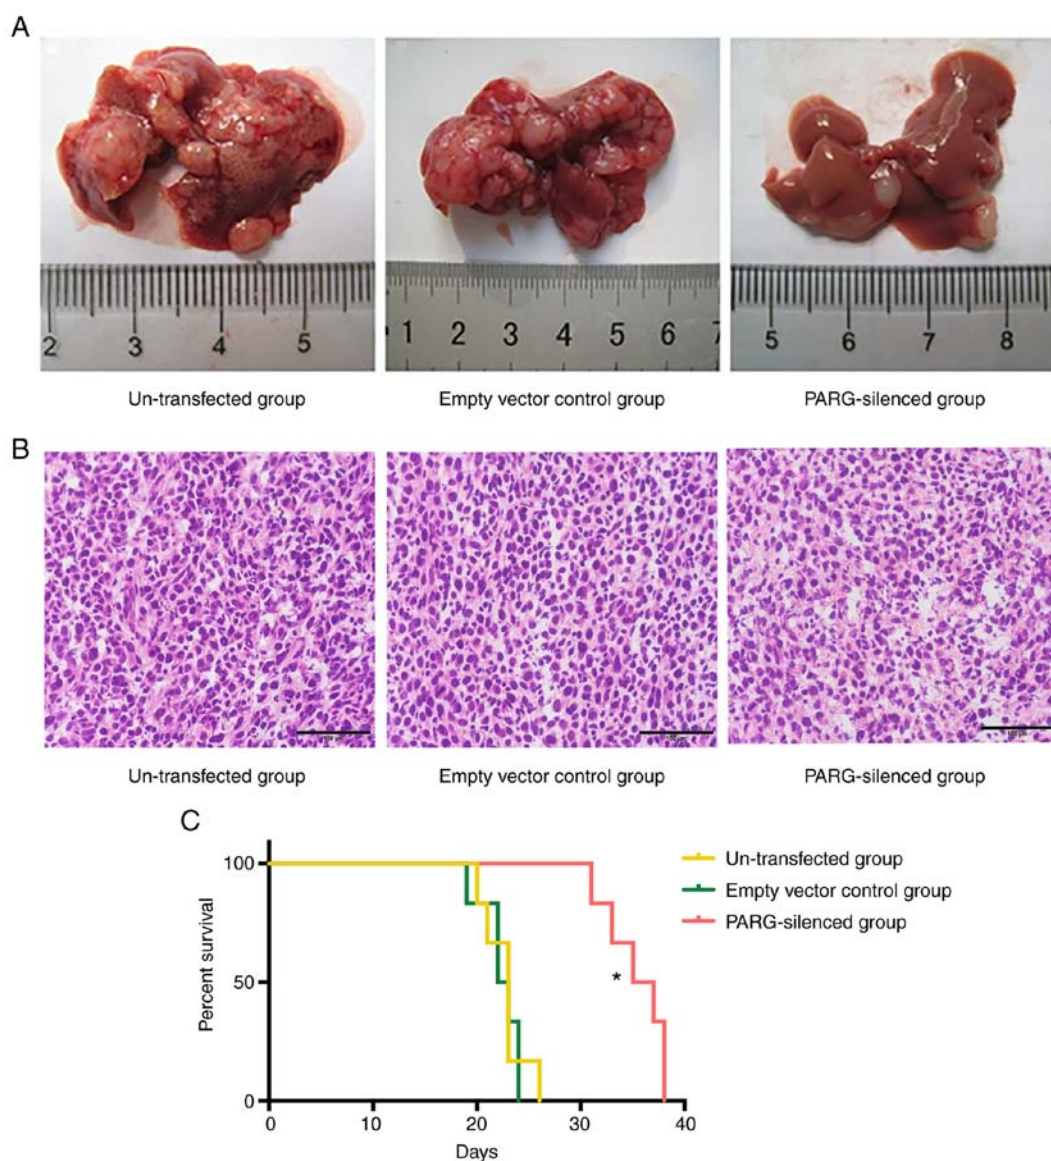 A
2 3 4 5
1 2 3 4 5 6 7
5 6 7 8
Un-transfected group
Empty vector control group
PARG-silenced group
B
Un-transfected group
Empty vector control group
PARG-silenced group
C
100
50
0
Percent survival
*
0 10 20 30 40
Days
Un-transfected group
Empty vector control group
PARG-silenced group